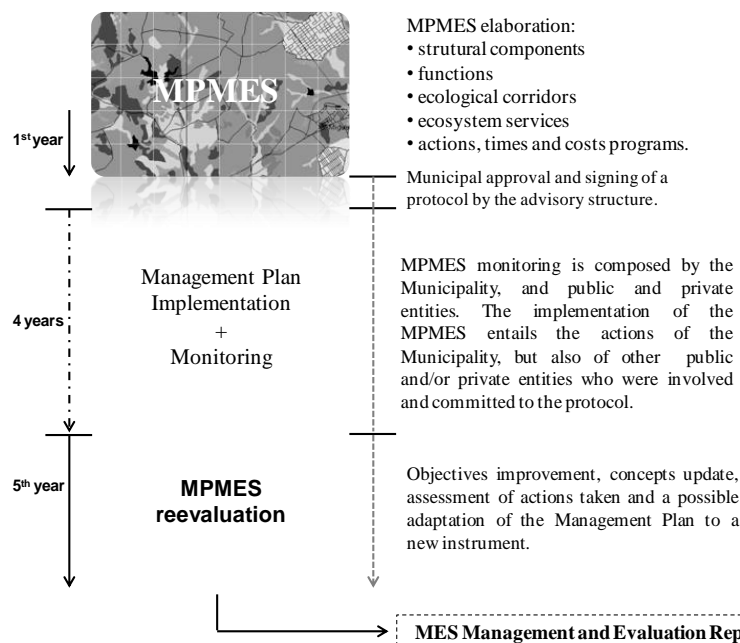 MPMES
1st year
MPMES elaboration:
• strutural components
• functions
• ecological corridors
• ecosystem services
• actions, times and costs programs.
Municipal approval and signing of a
protocol by the advisory structure.
4 years
Management Plan
Implementation
+
Monitoring
MPMES monitoring is composed by the
Municipality, and public and private
entities. The implementation of the
MPMES entails the actions of the
Municipality, but also of other public
and/or private entities who were involved
and committed to the protocol.
5th year
MPMES
reevaluation
Objectives improvement, concepts update,
assessment of actions taken and a possible
adaptation of the Management Plan to a
new instrument.
MES Management and Evaluation Rep